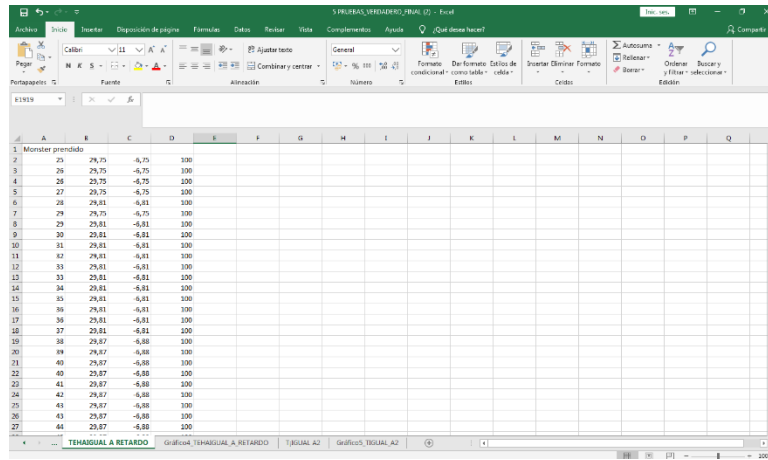 5 PRUEBAS_VERDADERO_FINAL (2) - Excel
Inic. ses.
Archivo Inicio Insertar Disposición de página Fórmulas Datos Revisar Vista Complementos Ayuda ¿Qué desea hacer? Compartir
Pegar
Calibri 11
N K S
Ajustar texto
Combinar y centrar
General
% 000
Formato condicional
Dar formato como tabla
Estilos de celda
Insertar Eliminar Formato
Autosuma
Rellenar
Borrar
Ordenar y filtrar
Buscar y seleccionar
Portapapeles Fuente Alineación Número Estilos Celdas Edición
E1919 fx
A B C D E F G H I J K L M N O P Q
1 Monster prendido
2 25 29,75 -6,75 100
3 26 29,75 -6,75 100
4 26 29,75 -6,75 100
5 27 29,75 -6,75 100
6 28 29,81 -6,81 100
7 29 29,75 -6,75 100
8 29 29,81 -6,81 100
9 30 29,81 -6,81 100
10 31 29,81 -6,81 100
11 32 29,81 -6,81 100
12 33 29,81 -6,81 100
13 33 29,81 -6,81 100
14 34 29,81 -6,81 100
15 35 29,81 -6,81 100
16 36 29,81 -6,81 100
17 36 29,81 -6,81 100
18 37 29,81 -6,81 100
19 38 29,87 -6,88 100
20 39 29,87 -6,88 100
21 40 29,87 -6,88 100
22 40 29,87 -6,88 100
23 41 29,87 -6,88 100
24 42 29,87 -6,88 100
25 43 29,87 -6,88 100
26 43 29,87 -6,88 100
27 44 29,87 -6,88 100
... TEHAIGUAL A RETARDO Gráfico4_TEHAIGUAL_A_RETARDO TJIGUAL A2 Gráfico5_TIGUAL_A2
100